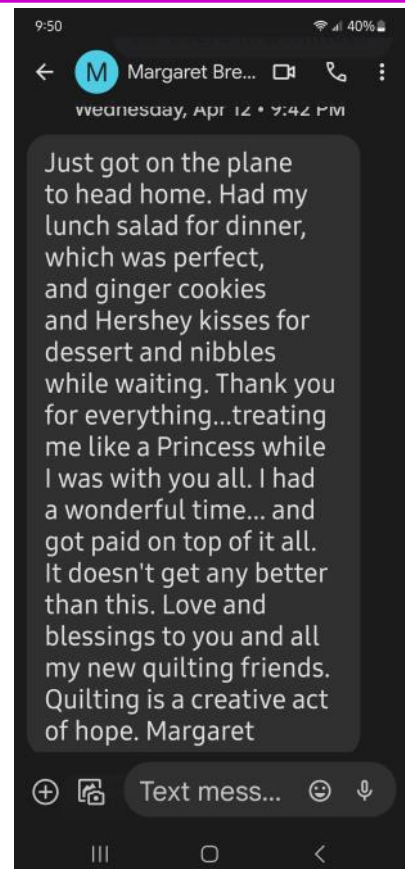 9:50
40%
M
Margaret Bre...
Wednesday, Apr 12 • 9:42 PM
Just got on the plane
to head home. Had my
lunch salad for dinner,
which was perfect,
and ginger cookies
and Hershey kisses for
dessert and nibbles
while waiting. Thank you
for everything...treating
me like a Princess while
I was with you all. I had
a wonderful time... and
got paid on top of it all.
It doesn't get any better
than this. Love and
blessings to you and all
my new quilting friends.
Quilting is a creative act
of hope. Margaret
Text mess...